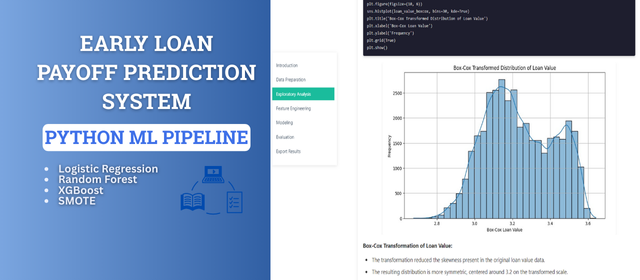 EARLY LOAN
PAYOFF PREDICTION
SYSTEM
PYTHON ML PIPELINE
Logistic Regression
Random Forest
XGBoost
SMOTE
Introduction
Data Preparation
Exploratory Analysis
Feature Engineering
Modeling
Evaluation
Export Results
plt.figure(figsize=(10, 6))
sns.histplot(loan_value_boxcox, bins=30, kde=True)
plt.title("Box-Cox Transformed Distribution of Loan Value")
plt.xlabel("Box-Cox Loan Value")
plt.ylabel("Frequency")
plt.grid(True)
plt.show()
Box-Cox Transformed Distribution of Loan Value
2500
2000
1500
1000
500
0
Frequency
2.8 3.0 3.2 3.4 3.6
Box-Cox Loan Value
Box-Cox Transformation of Loan Value:
The transformation reduced the skewness present in the original loan value data.
The resulting distribution is more symmetric, centered around 3.2 on the transformed scale.